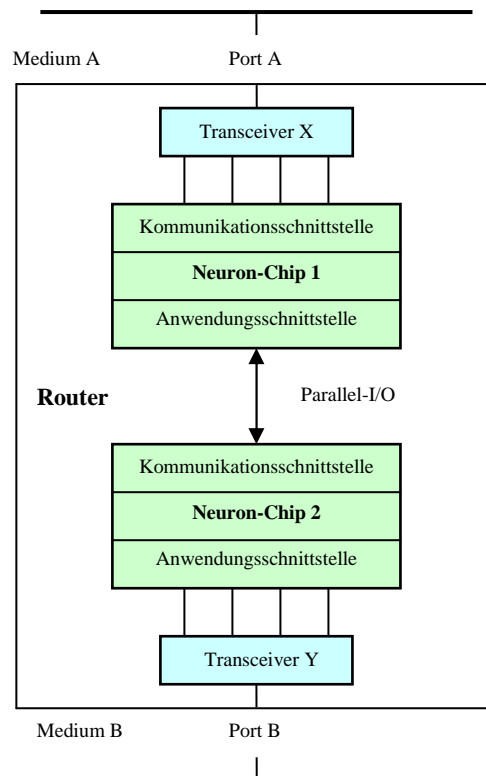 Medium A Port A
Transceiver X
Kommunikationsschnittstelle
Neuron-Chip 1
Anwendungsschnittstelle
Router Parallel-I/O
Kommunikationsschnittstelle
Neuron-Chip 2
Anwendungsschnittstelle
Transceiver Y
Medium B Port B